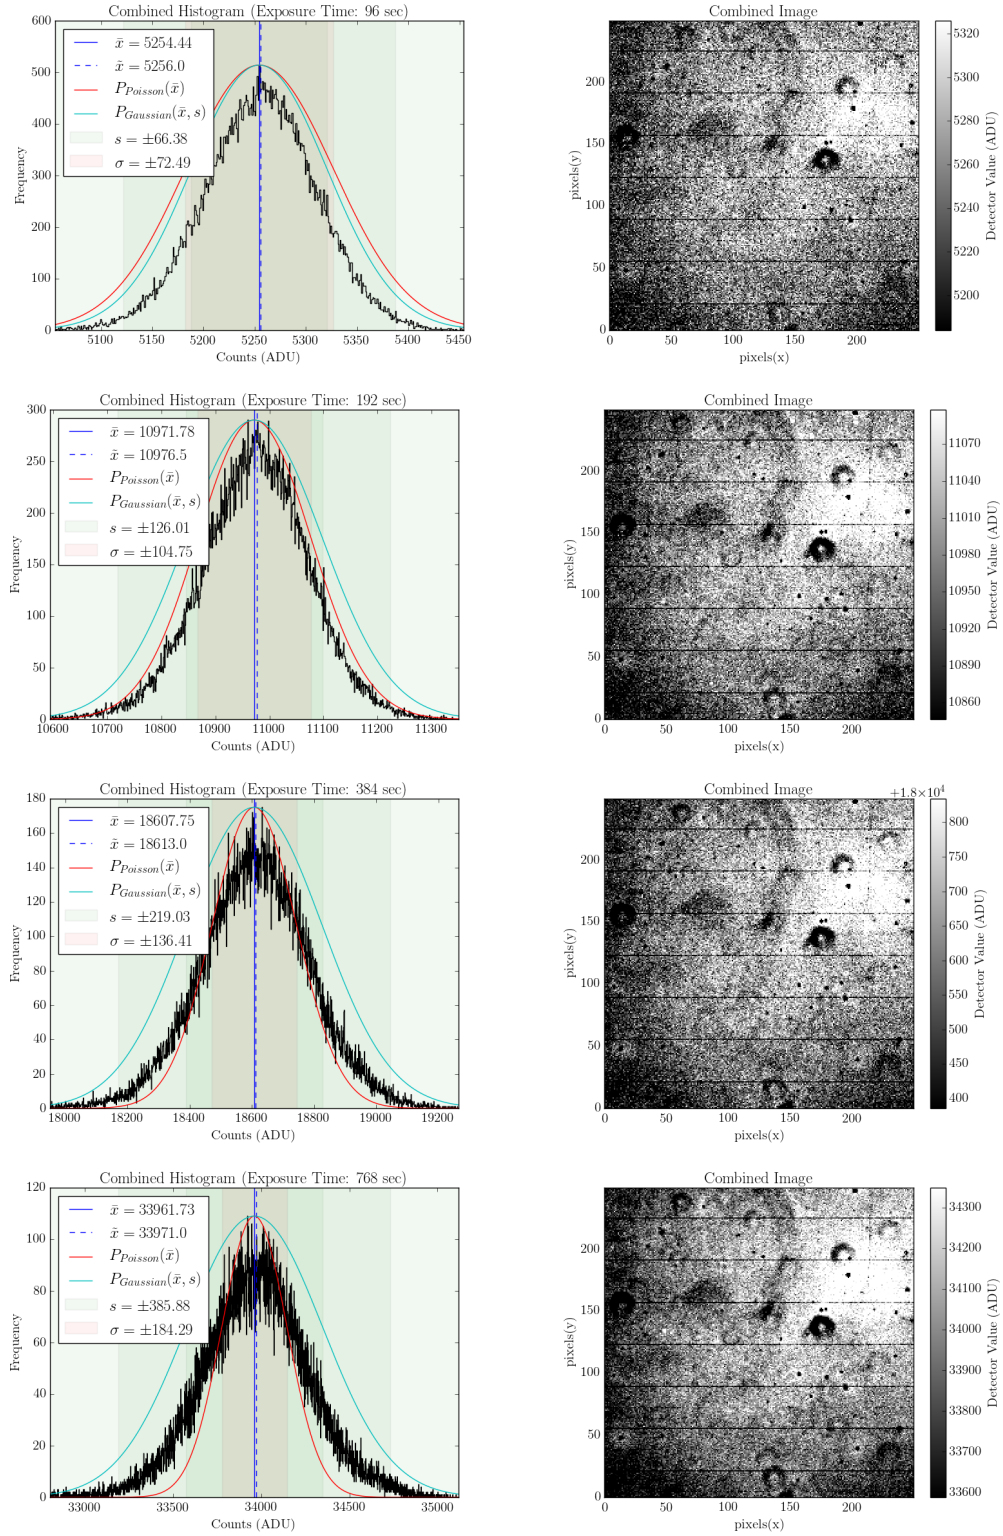 Combined Histogram (Exposure Time: 96 sec)
x̄ = 5254.44
x̃ = 5256.0
P_Poisson(x̄)
P_Gaussian(x̄, s)
s = ±66.38
σ = ±72.49
Frequency
600
500
400
300
200
100
0
5100 5150 5200 5250 5300 5350 5400 5450
Counts (ADU)
Combined Image
pixels(y)
200
150
100
50
0
0 50 100 150 200
pixels(x)
5320
5300
5280
5260
5240
5220
5200
Detector Value (ADU)
Combined Histogram (Exposure Time: 192 sec)
x̄ = 10971.78
x̃ = 10976.5
P_Poisson(x̄)
P_Gaussian(x̄, s)
s = ±126.01
σ = ±104.75
Frequency
300
250
200
150
100
50
0
10600 10700 10800 10900 11000 11100 11200 11300
Counts (ADU)
Combined Image
pixels(y)
200
150
100
50
0
0 50 100 150 200
pixels(x)
11070
11040
11010
10980
10950
10920
10890
10860
Detector Value (ADU)
Combined Histogram (Exposure Time: 384 sec)
x̄ = 18607.75
x̃ = 18613.0
P_Poisson(x̄)
P_Gaussian(x̄, s)
s = ±219.03
σ = ±136.41
Frequency
180
160
140
120
100
80
60
40
20
0
18000 18200 18400 18600 18800 19000 19200
Counts (ADU)
Combined Image
pixels(y)
200
150
100
50
0
0 50 100 150 200
pixels(x)
+1.8×10⁴
800
750
700
650
600
550
500
450
400
Detector Value (ADU)
Combined Histogram (Exposure Time: 768 sec)
x̄ = 33961.73
x̃ = 33971.0
P_Poisson(x̄)
P_Gaussian(x̄, s)
s = ±385.88
σ = ±184.29
Frequency
120
100
80
60
40
20
0
33000 33500 34000 34500 35000
Counts (ADU)
Combined Image
pixels(y)
200
150
100
50
0
0 50 100 150 200
pixels(x)
34300
34200
34100
34000
33900
33800
33700
33600
Detector Value (ADU)